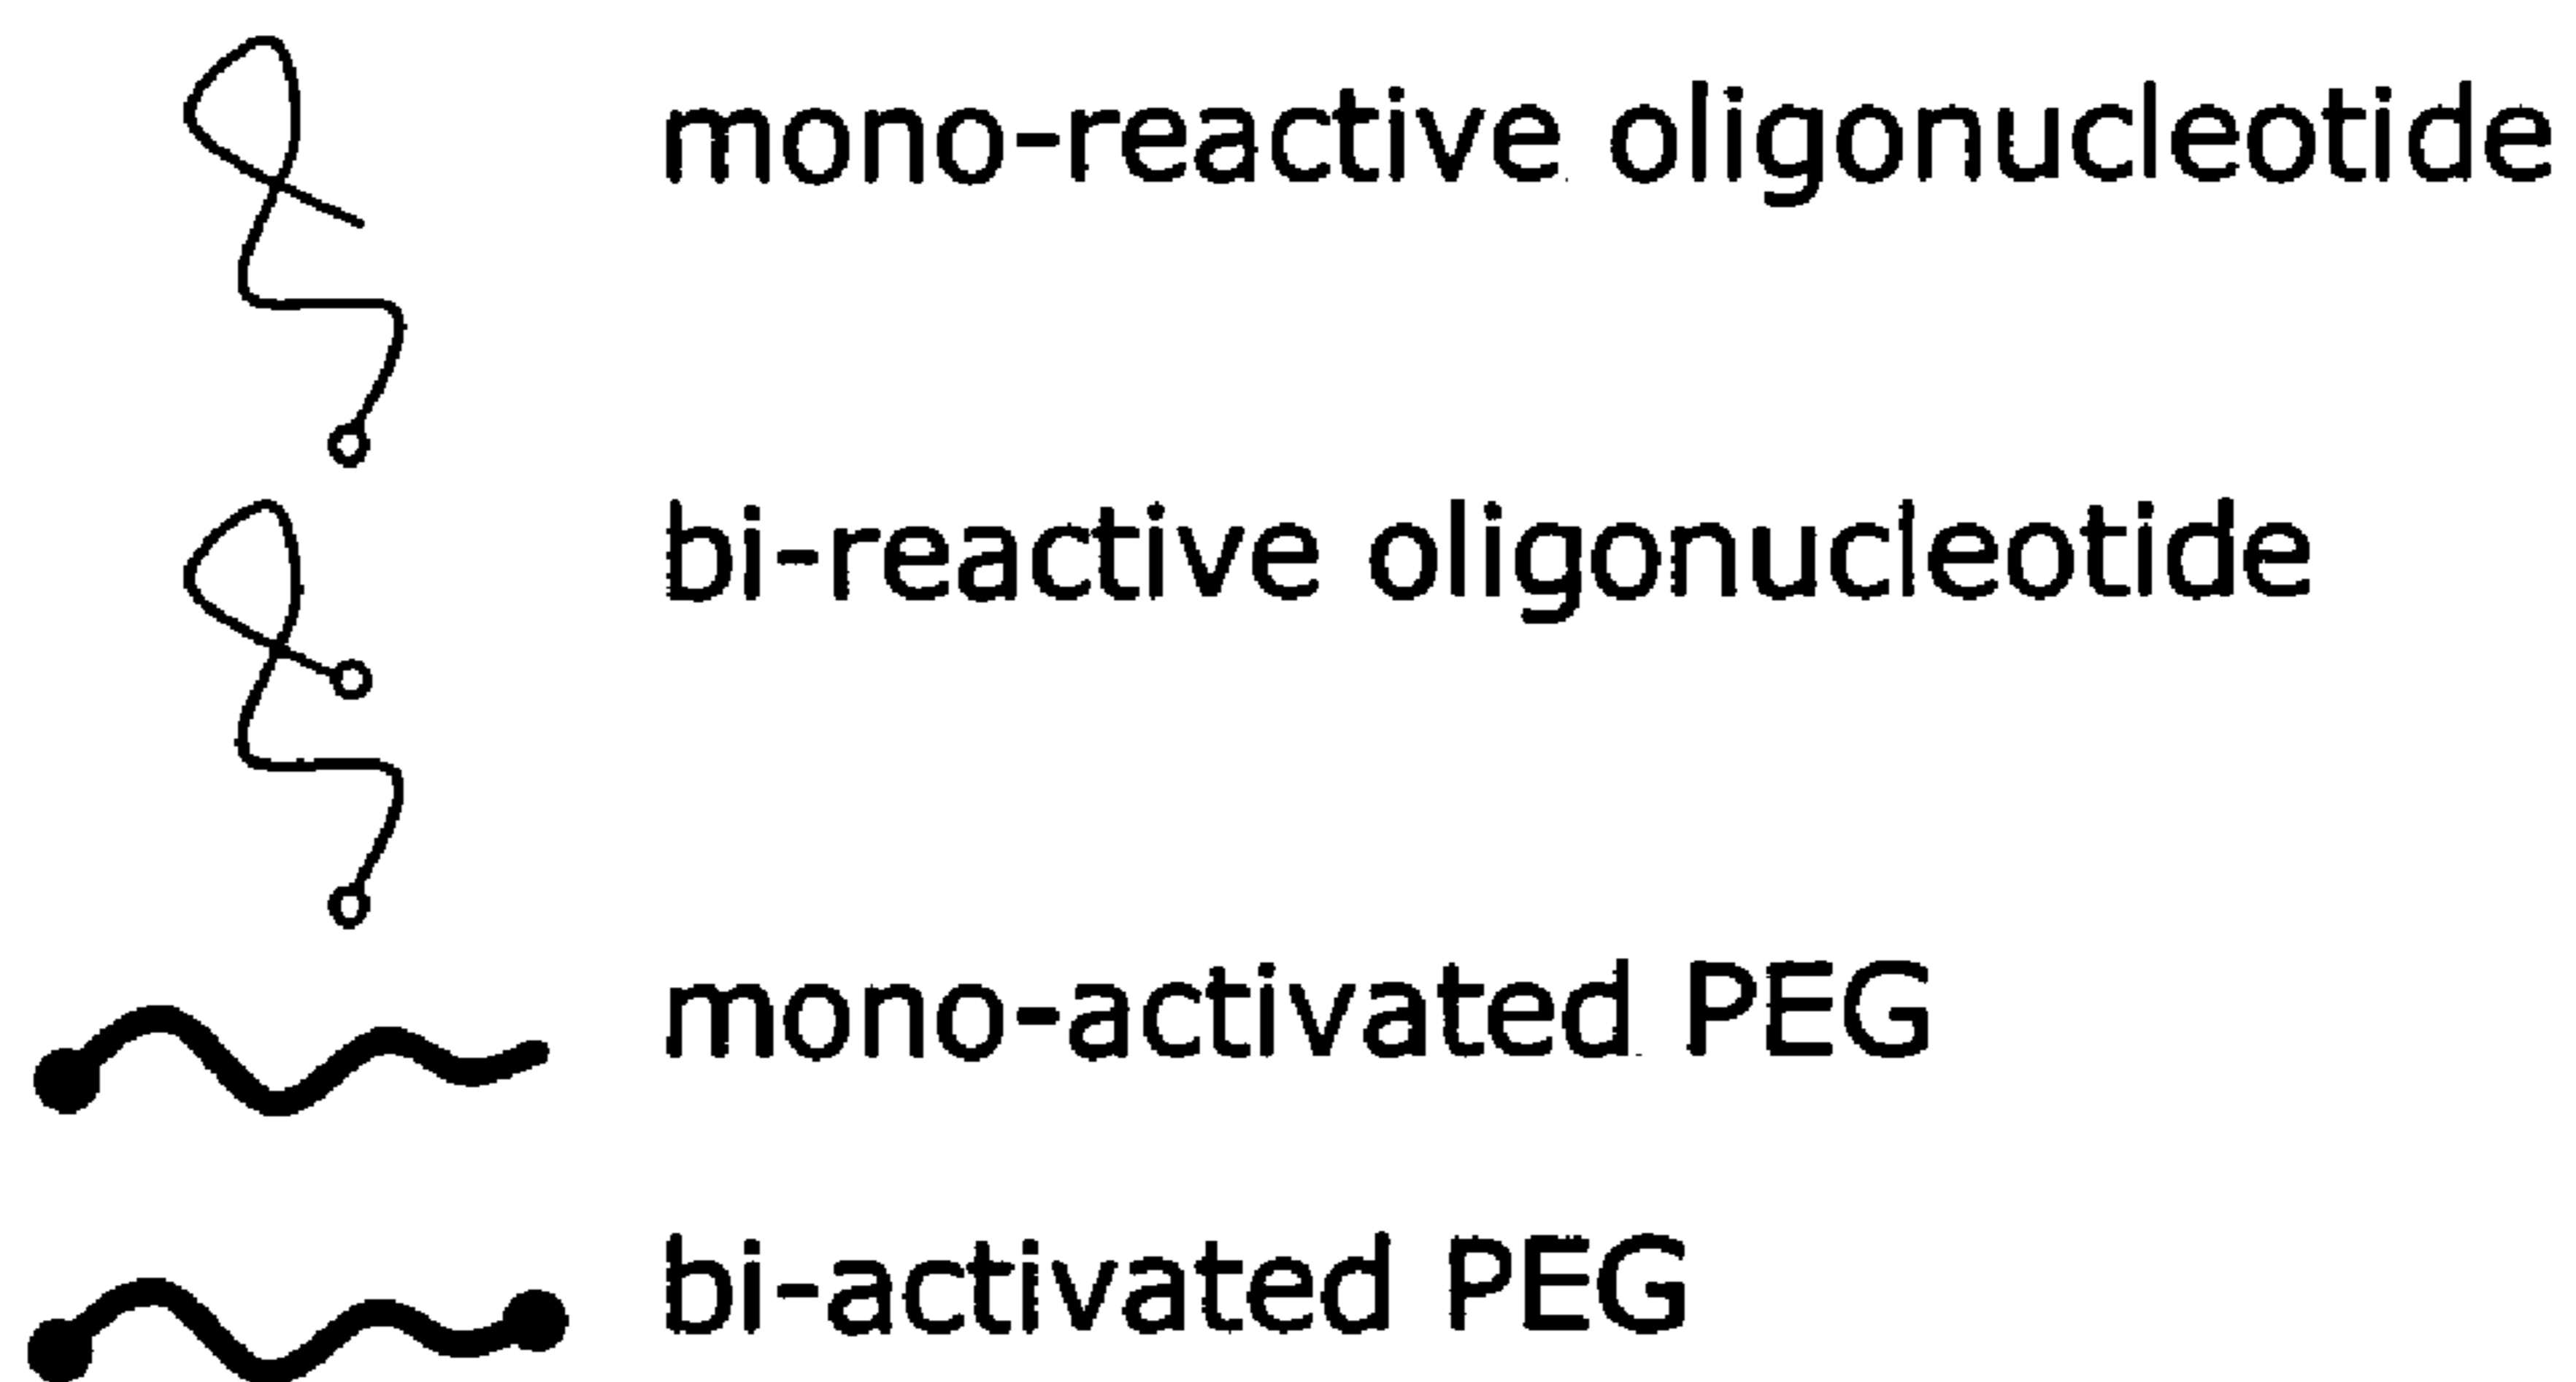 mono-reactive oligonucleotide
bi-reactive oligonucleotide
mono-activated PEG
bi-activated PEG